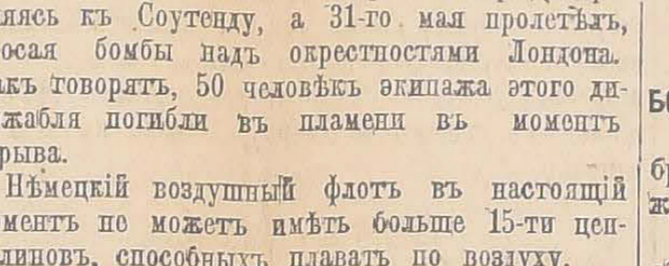 ляясь къ Соутенду, а 31-го мая пролетѣлъ,
осая бомбы надъ окрестностями Лондона.
акъ товорятъ, 50 человѣкъ экипажа этого ди-
жабля погибли въ пламени въ моментъ
рыва.
Нѣмецкій воздушный флотъ въ настоящій
ментъ не можетъ имѣть больше 15-ти цеп-
линовъ, способныхъ плавать по воздуху.